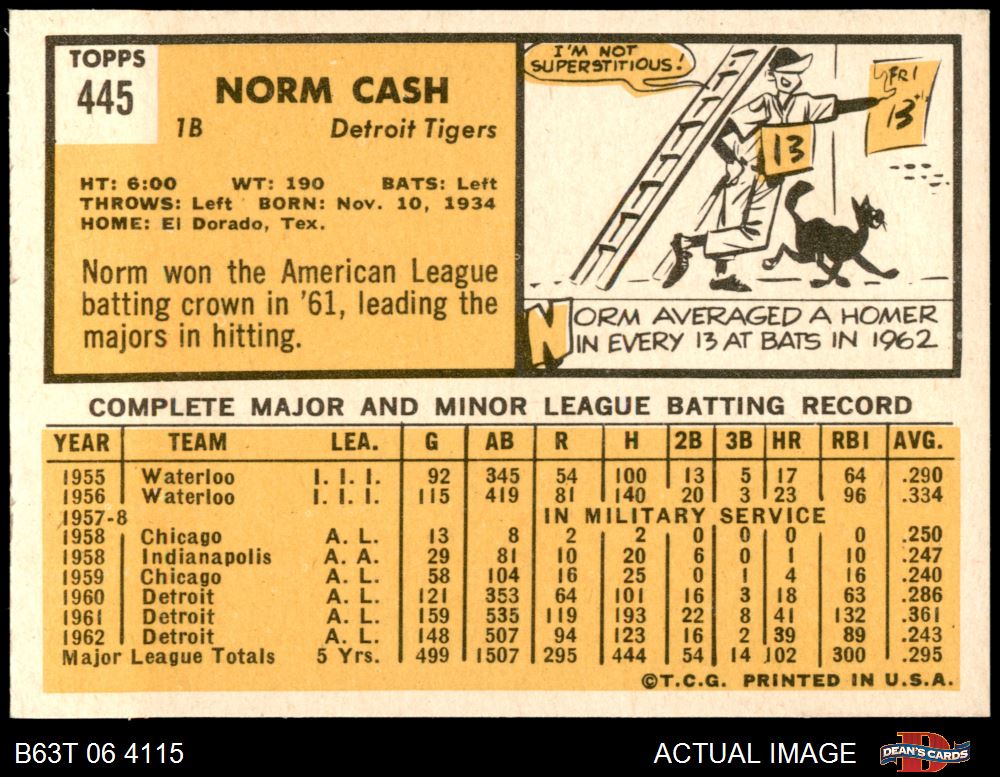 TOPPS
445
NORM CASH
1B Detroit Tigers
HT: 6:00 WT: 190 BATS: Left
THROWS: Left BORN: Nov. 10, 1934
HOME: El Dorado, Tex.
Norm won the American League
batting crown in '61, leading the
majors in hitting.
I'M NOT
SUPERSTITIOUS!
FRI
13
13
NORM AVERAGED A HOMER
IN EVERY 13 AT BATS IN 1962
COMPLETE MAJOR AND MINOR LEAGUE BATTING RECORD
YEAR TEAM LEA. G AB R H 2B 3B HR RBI AVG.
1955 Waterloo I. I. I. 92 345 54 100 13 5 17 64 .290
1956 Waterloo I. I. I. 115 419 81 140 20 3 23 96 .334
1957-8 IN MILITARY SERVICE
1958 Chicago A. L. 13 8 2 2 0 0 0 0 .250
1958 Indianapolis A. A. 29 81 10 20 6 0 1 10 .247
1959 Chicago A. L. 58 104 16 25 0 1 4 16 .240
1960 Detroit A. L. 121 353 64 101 16 3 18 63 .286
1961 Detroit A. L. 159 535 119 193 22 8 41 132 .361
1962 Detroit A. L. 148 507 94 123 16 2 39 89 .243
Major League Totals 5 Yrs. 499 1507 295 444 54 14 102 300 .295
©T.C.G. PRINTED IN U.S.A.
B63T 06 4115 ACTUAL IMAGE DEAN'S CARDS